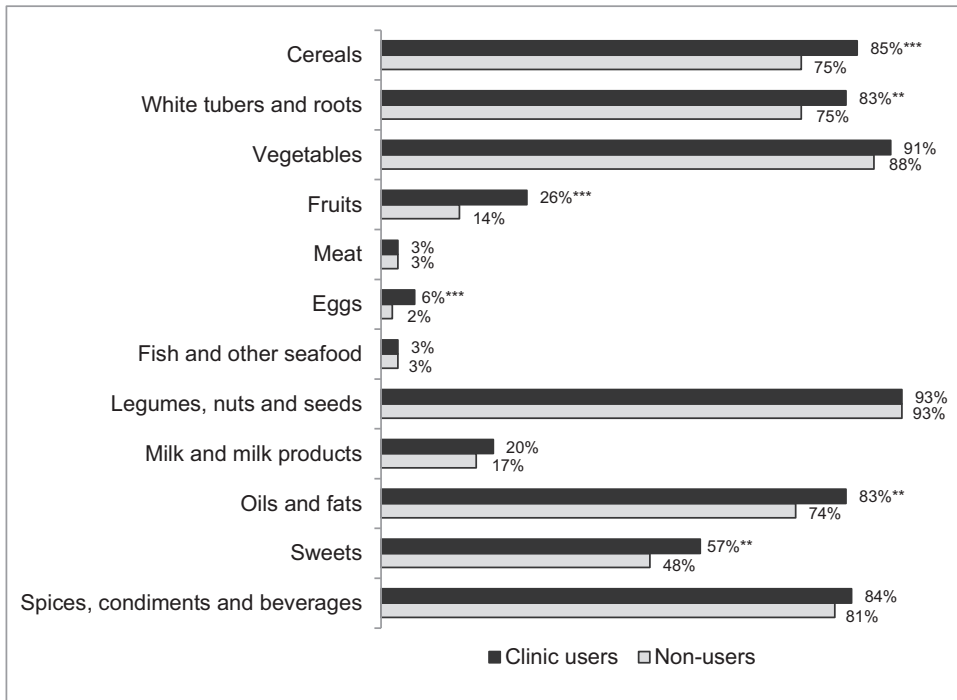 Cereals
85%***
75%
White tubers and roots
83%**
75%
Vegetables
91%
88%
Fruits
26%***
14%
Meat
3%
3%
Eggs
6%***
2%
Fish and other seafood
3%
3%
Legumes, nuts and seeds
93%
93%
Milk and milk products
20%
17%
Oils and fats
83%**
74%
Sweets
57%**
48%
Spices, condiments and beverages
84%
81%
Clinic users Non-users